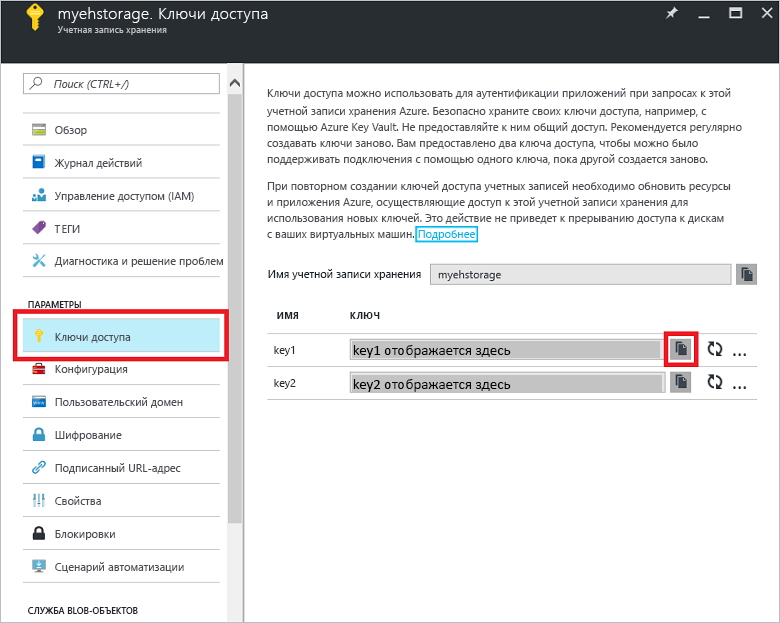 myehstorage. Ключи доступа
Учетная запись хранения
Поиск (CTRL+/)
Обзор
Журнал действий
Управление доступом (IAM)
ТЕГИ
Диагностика и решение проблем
ПАРАМЕТРЫ
Ключи доступа
Конфигурация
Пользовательский домен
Шифрование
Подписанный URL-адрес
Свойства
Блокировки
Сценарий автоматизации
СЛУЖБА BLOB-ОБЪЕКТОВ
Ключи доступа можно использовать для аутентификации приложений при запросах к этой
учетной записи хранения Azure. Безопасно храните своих ключи доступа, например, с
помощью Azure Key Vault. Не предоставляйте к ним общий доступ. Рекомендуется регулярно
создавать ключи заново. Вам предоставлено два ключа доступа, чтобы можно было
поддерживать подключения с помощью одного ключа, пока другой создается заново.
При повторном создании ключей доступа учетных записей необходимо обновить ресурсы
и приложения Azure, осуществляющие доступ к этой учетной записи хранения для
использования новых ключей. Это действие не приведет к прерыванию доступа к дискам
с ваших виртуальных машин. Подробнее
Имя учетной записи хранения myehstorage
ИМЯ КЛЮЧ
key1 key1 отображается здесь ...
key2 key2 отображается здесь ...